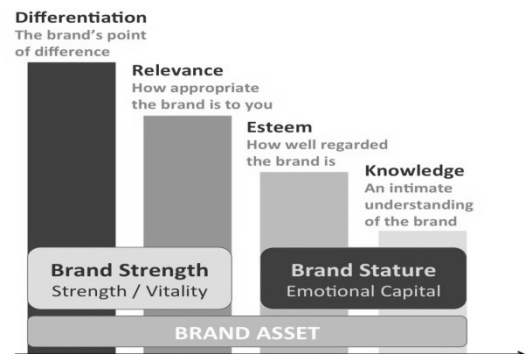 Differentiation
The brand's point
of difference
Relevance
How appropriate
the brand is to you
Esteem
How well regarded
the brand is
Knowledge
An intimate
understanding
of the brand
Brand Strength
Strength / Vitality
Brand Stature
Emotional Capital
BRAND ASSET